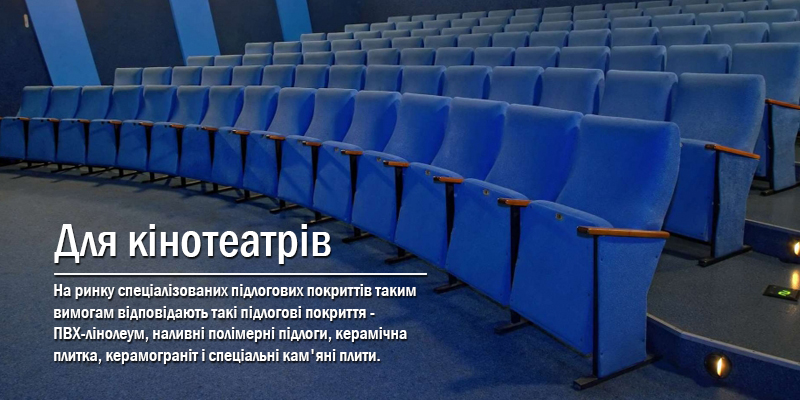 Для кінотеатрів
На ринку спеціалізованих підлогових покриттів таким
вимогам відповідають такі підлогові покриття -
ПВХ-лінолеум, наливні полімерні підлоги, керамічна
плитка, керамограніт і спеціальні кам'яні плити.